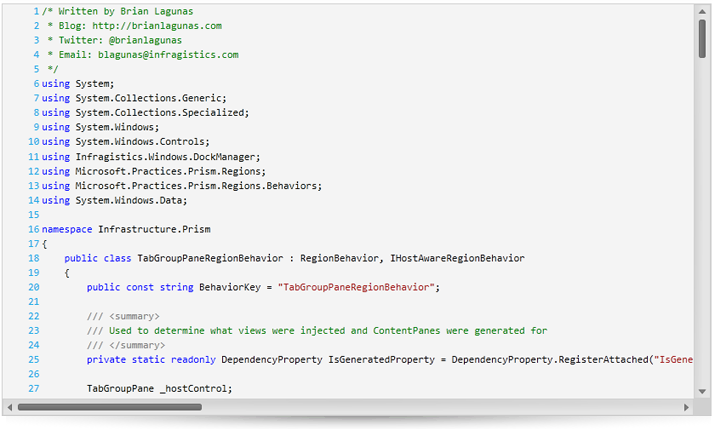 1 /* Written by Brian Lagunas
2  * Blog: http://brianlagunas.com
3  * Twitter: @brianlagunas
4  * Email: blagunas@infragistics.com
5  */
6 using System;
7 using System.Collections.Generic;
8 using System.Collections.Specialized;
9 using System.Windows;
10 using System.Windows.Controls;
11 using Infragistics.Windows.DockManager;
12 using Microsoft.Practices.Prism.Regions;
13 using Microsoft.Practices.Prism.Regions.Behaviors;
14 using System.Windows.Data;
15
16 namespace Infrastructure.Prism
17 {
18     public class TabGroupPaneRegionBehavior : RegionBehavior, IHostAwareRegionBehavior
19     {
20         public const string BehaviorKey = "TabGroupPaneRegionBehavior";
21
22         /// <summary>
23         /// Used to determine what views were injected and ContentPanes were generated for
24         /// </summary>
25         private static readonly DependencyProperty IsGeneratedProperty = DependencyProperty.RegisterAttached("IsGene
26
27         TabGroupPane _hostControl;